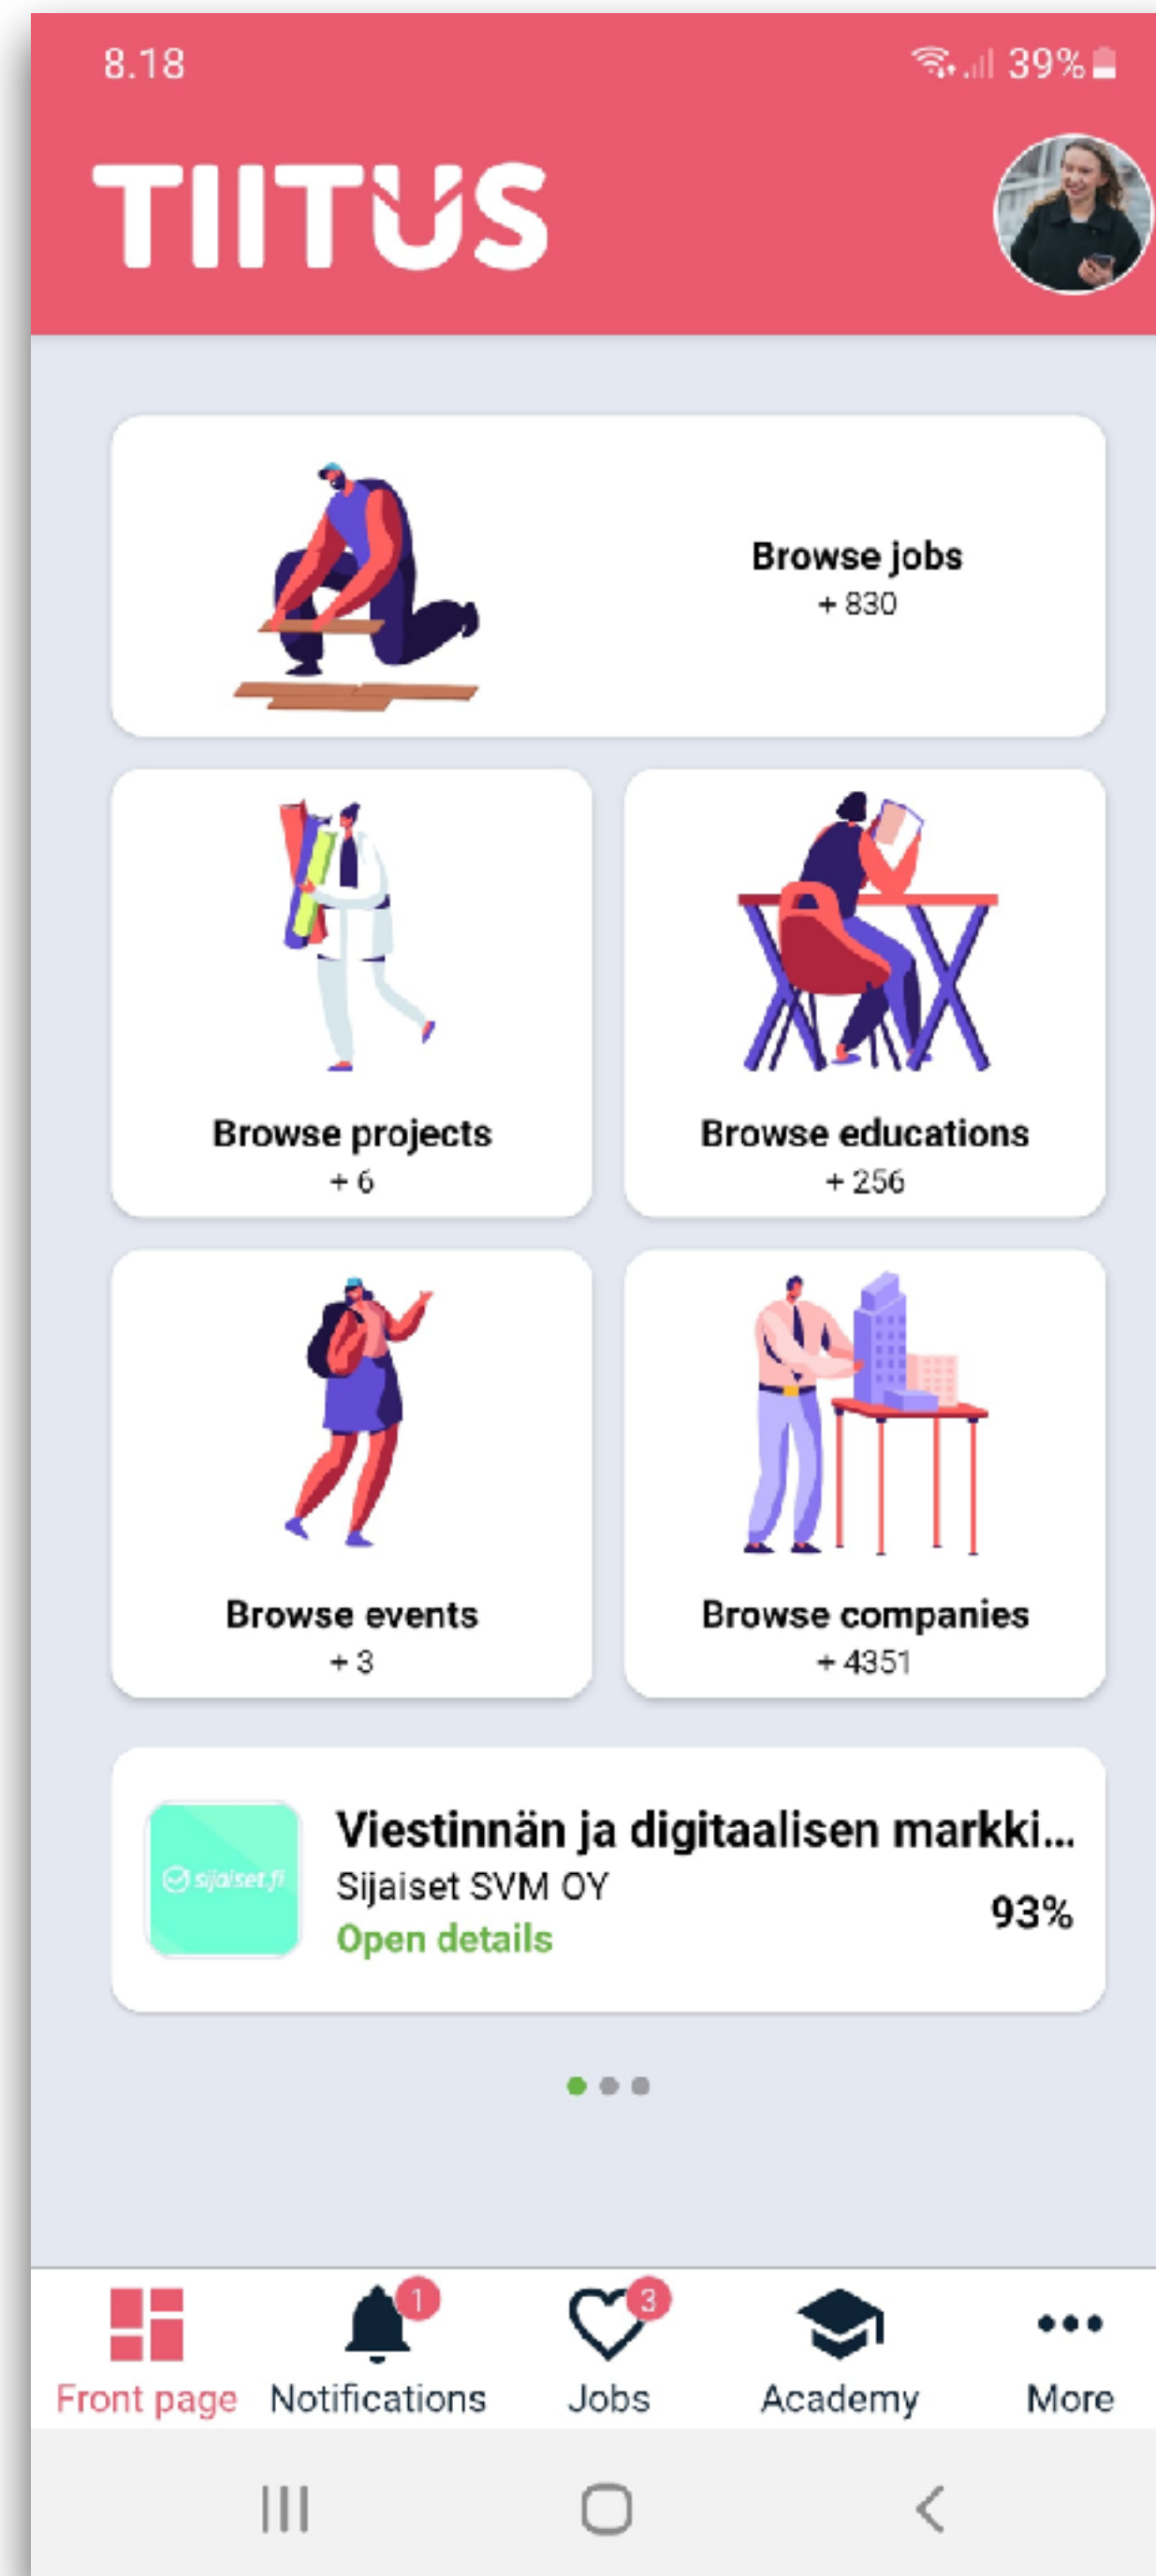 8.18
39%
TIITUS
Browse jobs
+ 830
Browse projects
+ 6
Browse educations
+ 256
Browse events
+ 3
Browse companies
+ 4351
sijaiset.fi
Viestinnän ja digitaalisen markki...
Sijaiset SVM OY
Open details
93%
1
3
Front page
Notifications
Jobs
Academy
More